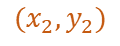 (x₂, y₂)